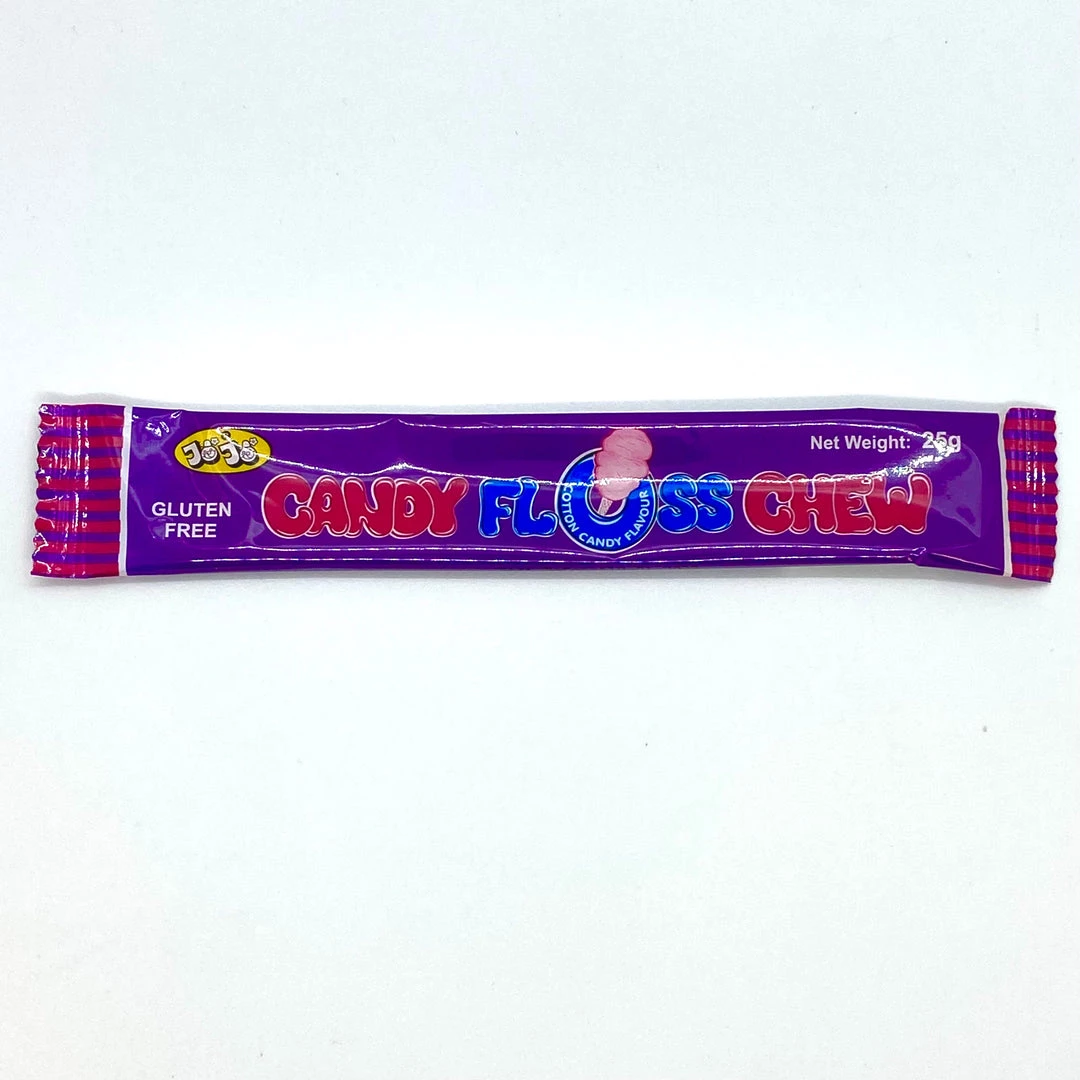 JoJo
Net Weight: 25g
GLUTEN
FREE
CANDY FLOSS CHEW
COTTON CANDY FLAVOUR